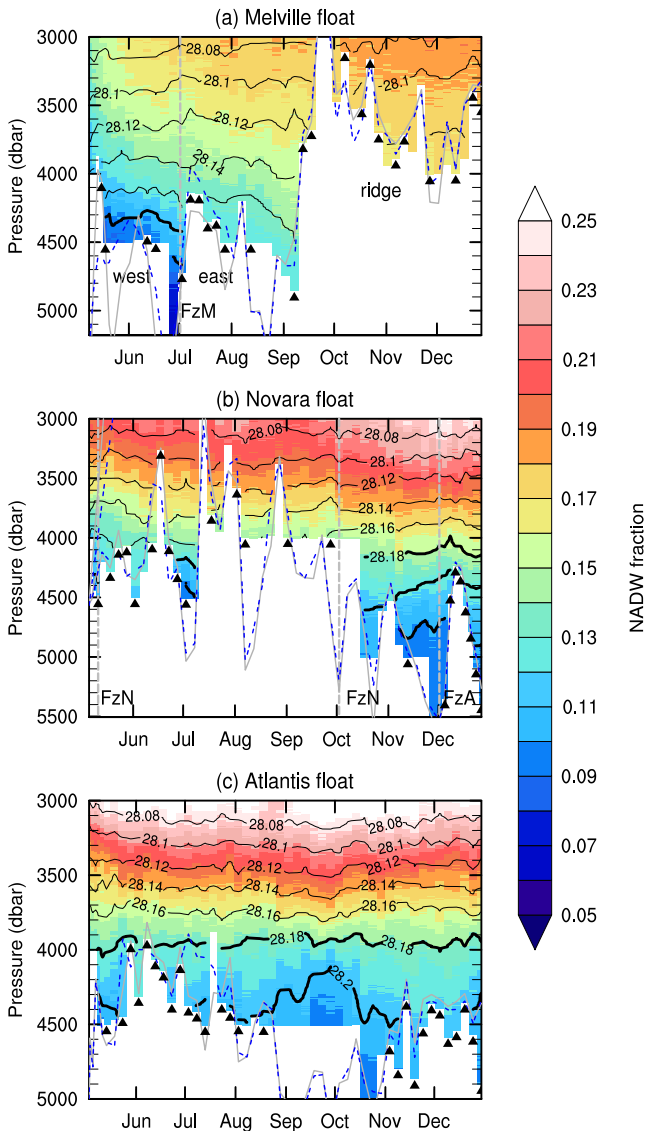 (a) Melville float
3000
3500
4000
4500
5000
Pressure (dbar)
28.08
28.1
28.1
28.12
28.12
28.14
28.1
ridge
west
east
FzM
Jun
Jul
Aug
Sep
Oct
Nov
Dec
(b) Novara float
3000
3500
4000
4500
5000
5500
Pressure (dbar)
28.08
28.08
28.1
28.12
28.14
28.16
28.18
FzN
FzN
FzA
Jun
Jul
Aug
Sep
Oct
Nov
Dec
(c) Atlantis float
3000
3500
4000
4500
5000
Pressure (dbar)
28.08
28.08
28.08
28.1
28.1
28.1
28.12
28.12
28.12
28.14
28.14
28.14
28.16
28.16
28.16
28.18
28.18
28.2
Jun
Jul
Aug
Sep
Oct
Nov
Dec
0.25
0.23
0.21
0.19
0.17
0.15
0.13
0.11
0.09
0.07
0.05
NADW fraction